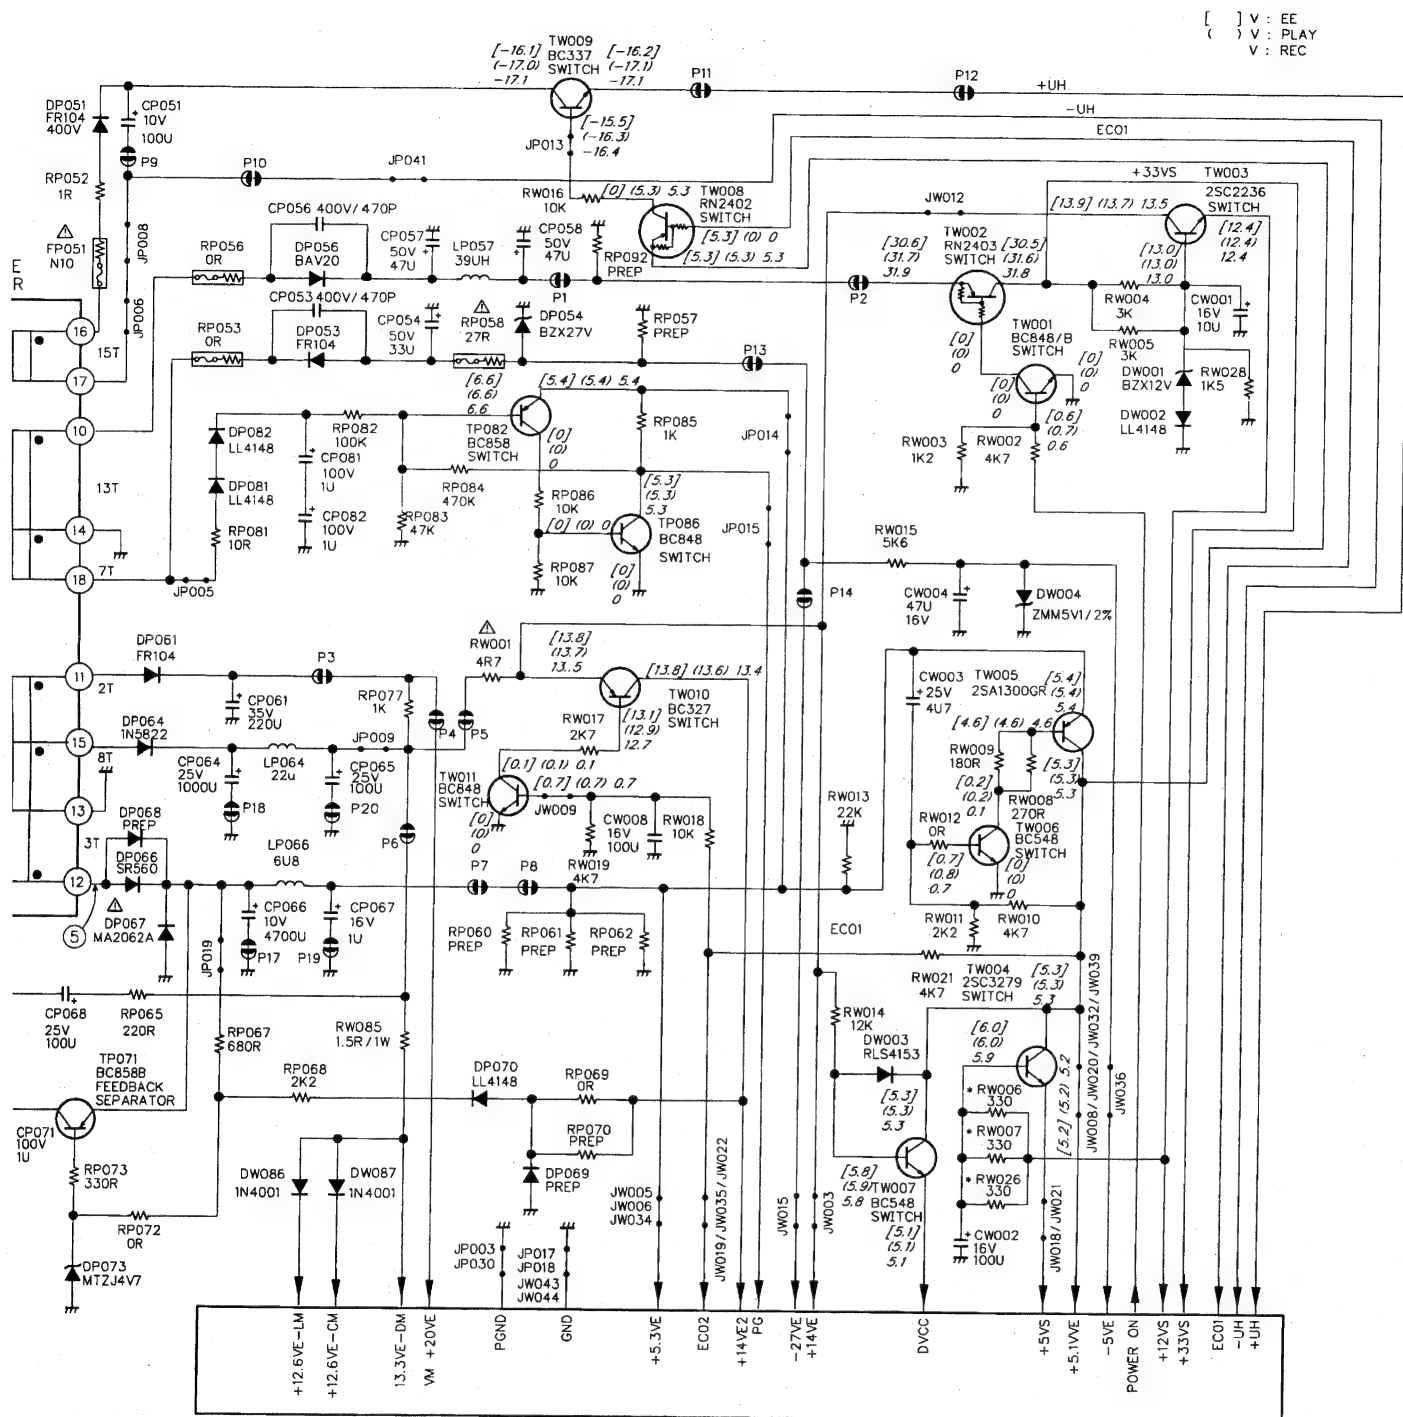 [ ] V : EE
( ) V : PLAY
V : REC
TW009
BC337
SWITCH
[-16.1]
(-17.0)
-17.1
[-16.2]
(-17.1)
-17.1
P11
P12
+UH
-UH
EC01
DP051
FR104
400V
CP051
10V
100U
P9
P10
JP041
JP013
[-15.5]
(-16.3)
-16.4
RP052
1R
FP051
N10
JP008
JP006
RW016
10K
[0] (5.3) 5.3
TW008
RN2402
SWITCH
[5.3] (0) 0
[5.3] (5.3) 5.3
+33VS
TW003
2SC2236
SWITCH
JW012
[13.9] (13.7) 13.5
[12.4]
(12.4)
12.4
[13.0]
(13.0)
13.0
CP056 400V/ 470P
RP056
0R
DP056
BAV20
CP057
50V
47U
LP057
39UH
CP058
50V
47U
RP092
PREP
P1
P2
TW002
RN2403
SWITCH
[30.6]
(31.7)
31.9
[30.5]
(31.6)
31.8
RW004
3K
RW005
3K
CW001
16V
10U
CP053 400V/ 470P
RP053
0R
DP053
FR104
CP054
50V
33U
RP058
27R
DP054
BZX27V
RP057
PREP
P13
TW001
BC848/B
SWITCH
[0]
(0)
0
[0]
(0)
0
[0]
(0)
0
[0.6]
(0.7)
0.6
DW001
BZX12V
RW028
1K5
DW002
LL4148
RW003
1K2
RW002
4K7
E
R
16
15T
17
10
13T
14
18
7T
JP005
DP082
LL4148
DP081
LL4148
RP081
10R
RP082
100K
CP081
100V
1U
CP082
100V
1U
RP083
47K
RP084
470K
[6.6]
(6.6)
6.6
TP082
BC858
SWITCH
[5.4] (5.4) 5.4
[0]
(0)
0
RP085
1K
JP014
[5.3]
(5.3)
5.3
RP086
10K
[0] (0) 0
TP086
BC848
SWITCH
RP087
10K
[0]
(0)
0
JP015
RW015
5K6
P14
CW004
47U
16V
DW004
ZMM5V1/2%
DP061
FR104
11
2T
P3
CP061
35V
220U
RP077
1K
RW001
4R7
[13.8]
(13.7)
13.5
[13.8] (13.6) 13.4
TW010
BC327
SWITCH
[13.1]
(12.9)
12.7
RW017
2K7
P4
P5
DP064
1N5822
15
8T
CP064
25V
1000U
LP064
22u
JP009
CP065
25V
100U
P18
P20
P6
13
TW011
BC848
SWITCH
[0.1] (0.1) 0.1
[0.7] (0.7) 0.7
JW009
[0]
(0)
0
CW008
16V
100U
RW018
10K
RW019
4K7
RW013
22K
CW003
25V
4U7
TW005
2SA1300GR
[5.4]
(5.4)
5.4
[4.6] (4.6) 4.6
RW009
180R
[0.2]
(0.2)
0.1
RW008
270R
[5.3]
(5.3)
5.3
RW012
0R
[0.7]
(0.8)
0.7
TW006
BC548
SWITCH
[0]
(0)
0
RW011
2K2
RW010
4K7
DP068
PREP
3T
DP066
SR560
12
5
DP067
MA2062A
LP066
6U8
P7
P8
CP066
10V
4700U
CP067
16V
1U
P17
P19
JP019
RP060
PREP
RP061
PREP
RP062
PREP
EC01
RW021
4K7
TW004
2SC3279
SWITCH
[5.3]
(5.3)
5.3
CP068
25V
100U
RP065
220R
RP067
680R
RW085
1.5R/1W
RW014
12K
DW003
RLS4153
[6.0]
(6.0)
5.9
[5.2] (5.2) 5.2
JW008/JW020/JW032/JW039
JW036
TP071
BC858B
FEEDBACK
SEPARATOR
CP071
100V
1U
RP073
330R
RP072
0R
DP073
MTZJ4V7
RP068
2K2
DP070
LL4148
RP069
0R
RP070
PREP
DP069
PREP
DW086
1N4001
DW087
1N4001
[5.3]
(5.3)
5.3
[5.8]
(5.9)
5.8
TW007
BC548
SWITCH
[5.1]
(5.1)
5.1
* RW006
330
* RW007
330
* RW026
330
CW002
16V
100U
JW018/JW021
JP003
JP030
JP017
JP018
JW043
JW044
JW005
JW006
JW034
JW019/JW035/JW022
JW015
JW003
+12.6VE-LM
+12.6VE-CM
13.3VE-DM
VM +20VE
PGND
GND
+5.3VE
EC02
+14VE2
PG
-27VE
+14VE
DVCC
+5VS
+5.1VVE
-5VE
POWER ON
+12VS
+33VS
EC01
-UH
+UH